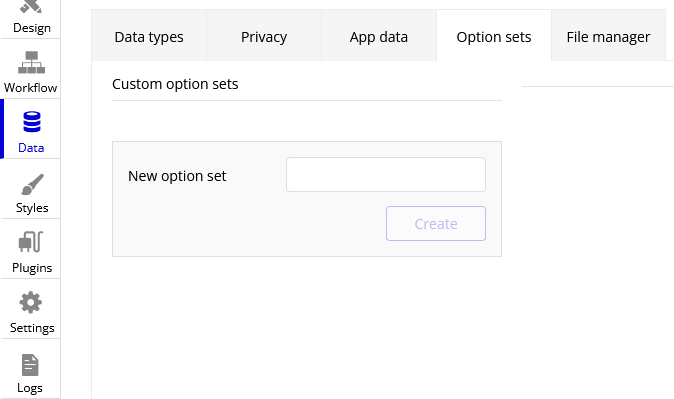 Design
Workflow
Data
Styles
Plugins
Settings
Logs
Data types
Privacy
App data
Option sets
File manager
Custom option sets
New option set
Create